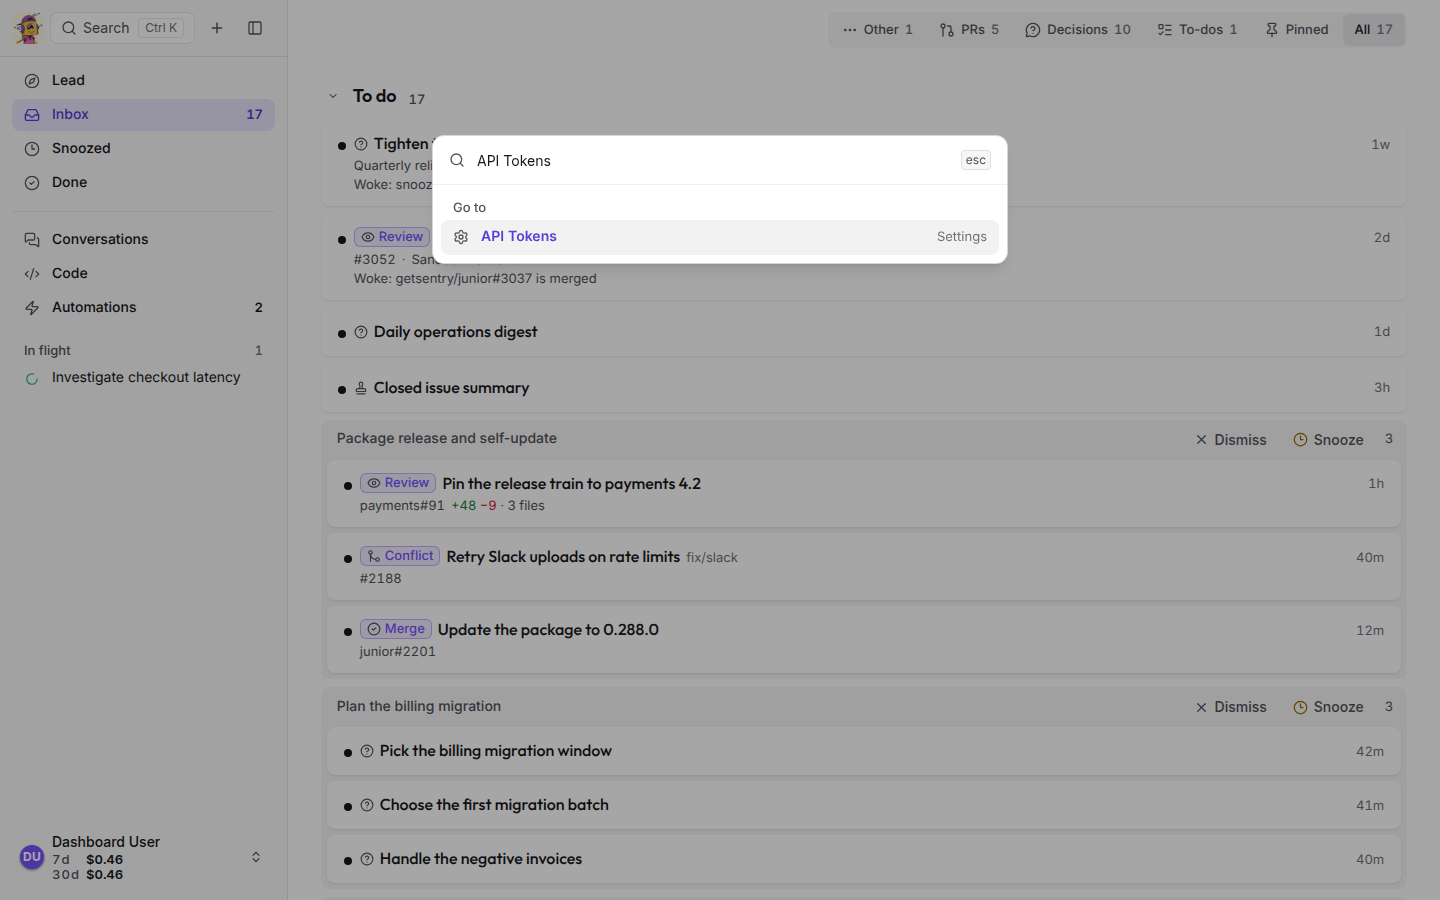 Search Ctrl K
Lead
Inbox 17
Snoozed
Done
Conversations
Code
Automations 2
In flight 1
Investigate checkout latency
Dashboard User
DU
7d $0.46
30d $0.46
Other 1 PRs 5 Decisions 10 To-dos 1 Pinned All 17
To do 17
API Tokens esc
Go to
API Tokens Settings
Tighten 1w
Quarterly reli
Woke: snooz
Review 2d
#3052 · San
Woke: getsentry/junior#3037 is merged
Daily operations digest 1d
Closed issue summary 3h
Package release and self-update Dismiss Snooze 3
Review Pin the release train to payments 4.2 1h
payments#91 +48 −9 · 3 files
Conflict Retry Slack uploads on rate limits fix/slack 40m
#2188
Merge Update the package to 0.288.0 12m
junior#2201
Plan the billing migration Dismiss Snooze 3
Pick the billing migration window 42m
Choose the first migration batch 41m
Handle the negative invoices 40m